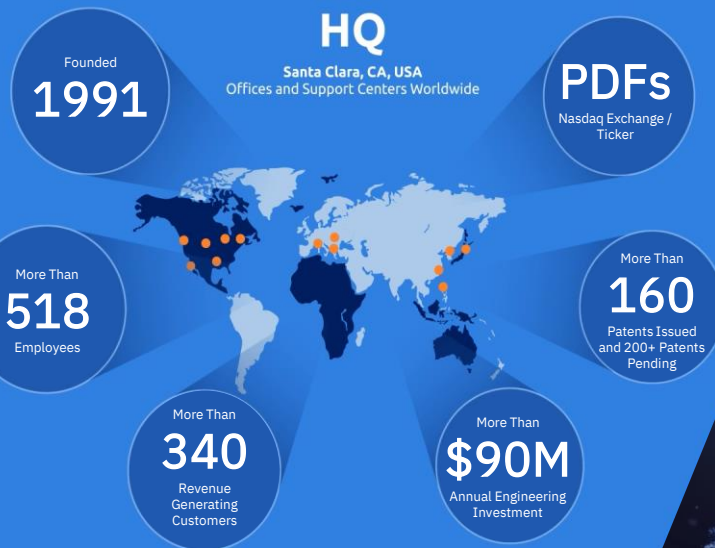 HQ
Santa Clara, CA, USA
Offices and Support Centers Worldwide
Founded
1991
PDFs
Nasdaq Exchange /
Ticker
More Than
518
Employees
More Than
160
Patents Issued
and 200+ Patents
Pending
More Than
340
Revenue
Generating
Customers
More Than
$90M
Annual Engineering
Investment